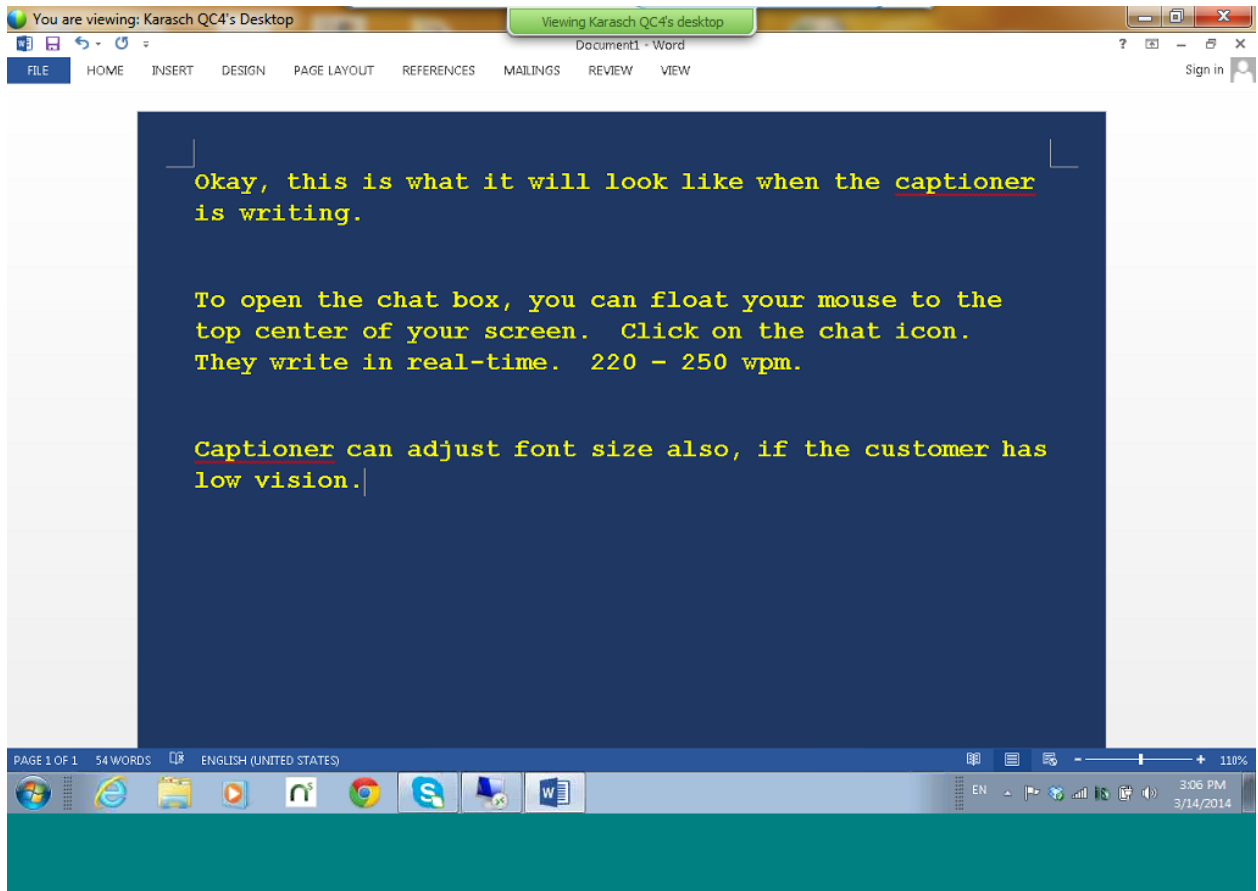 You are viewing: Karasch QC4's Desktop
Viewing Karasch QC4's desktop
Document1 - Word
FILE HOME INSERT DESIGN PAGE LAYOUT REFERENCES MAILINGS REVIEW VIEW Sign in
Okay, this is what it will look like when the captioner
is writing.
To open the chat box, you can float your mouse to the
top center of your screen.  Click on the chat icon.
They write in real-time.  220 – 250 wpm.
Captioner can adjust font size also, if the customer has
low vision.
PAGE 1 OF 1 54 WORDS ENGLISH (UNITED STATES) 110%
EN 3:06 PM
3/14/2014